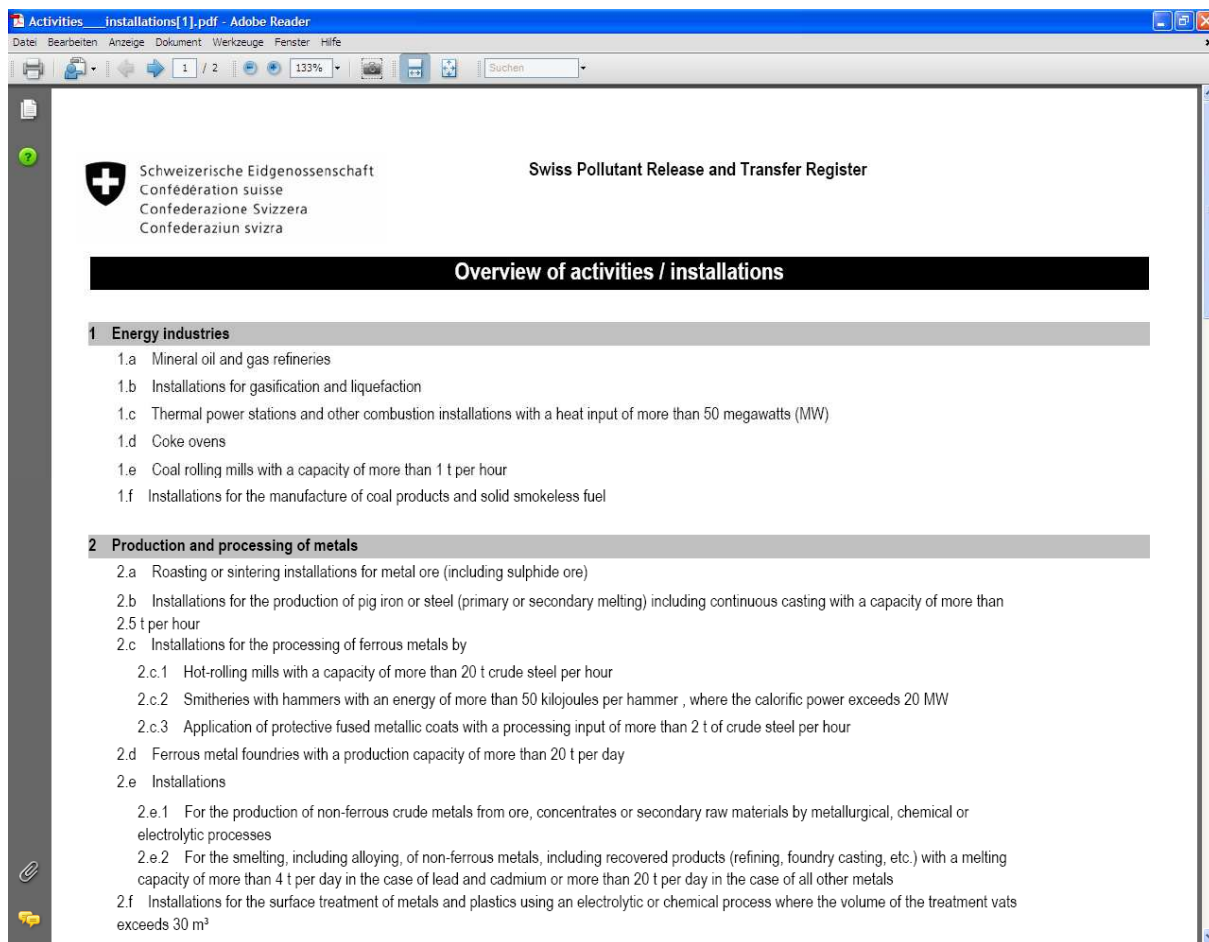 Activities___installations[1].pdf - Adobe Reader
Datei Bearbeiten Anzeige Dokument Werkzeuge Fenster Hilfe
1 / 2 133% Suchen
Schweizerische Eidgenossenschaft
Confédération suisse
Confederazione Svizzera
Confederaziun svizra
Swiss Pollutant Release and Transfer Register
Overview of activities / installations
1 Energy industries
1.a Mineral oil and gas refineries
1.b Installations for gasification and liquefaction
1.c Thermal power stations and other combustion installations with a heat input of more than 50 megawatts (MW)
1.d Coke ovens
1.e Coal rolling mills with a capacity of more than 1 t per hour
1.f Installations for the manufacture of coal products and solid smokeless fuel
2 Production and processing of metals
2.a Roasting or sintering installations for metal ore (including sulphide ore)
2.b Installations for the production of pig iron or steel (primary or secondary melting) including continuous casting with a capacity of more than
2.5 t per hour
2.c Installations for the processing of ferrous metals by
2.c.1 Hot-rolling mills with a capacity of more than 20 t crude steel per hour
2.c.2 Smitheries with hammers with an energy of more than 50 kilojoules per hammer , where the calorific power exceeds 20 MW
2.c.3 Application of protective fused metallic coats with a processing input of more than 2 t of crude steel per hour
2.d Ferrous metal foundries with a production capacity of more than 20 t per day
2.e Installations
2.e.1 For the production of non-ferrous crude metals from ore, concentrates or secondary raw materials by metallurgical, chemical or
electrolytic processes
2.e.2 For the smelting, including alloying, of non-ferrous metals, including recovered products (refining, foundry casting, etc.) with a melting
capacity of more than 4 t per day in the case of lead and cadmium or more than 20 t per day in the case of all other metals
2.f Installations for the surface treatment of metals and plastics using an electrolytic or chemical process where the volume of the treatment vats
exceeds 30 m³